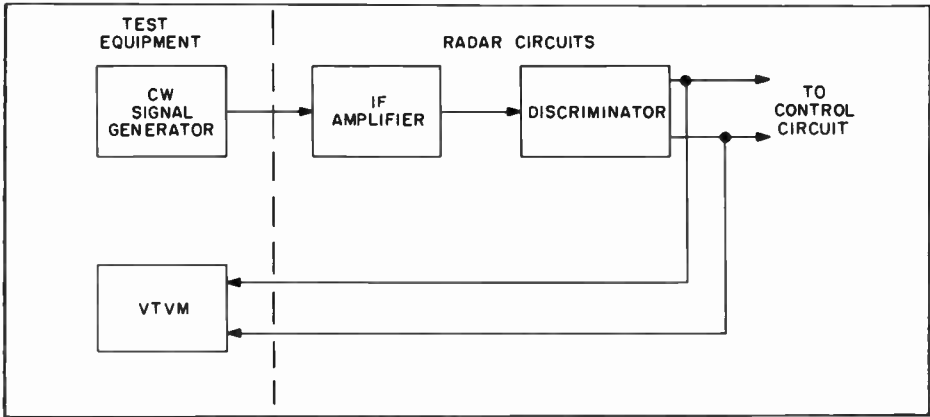 TEST
EQUIPMENT
RADAR CIRCUITS
CW
SIGNAL
GENERATOR
IF
AMPLIFIER
DISCRIMINATOR
TO
CONTROL
CIRCUIT
VTVM